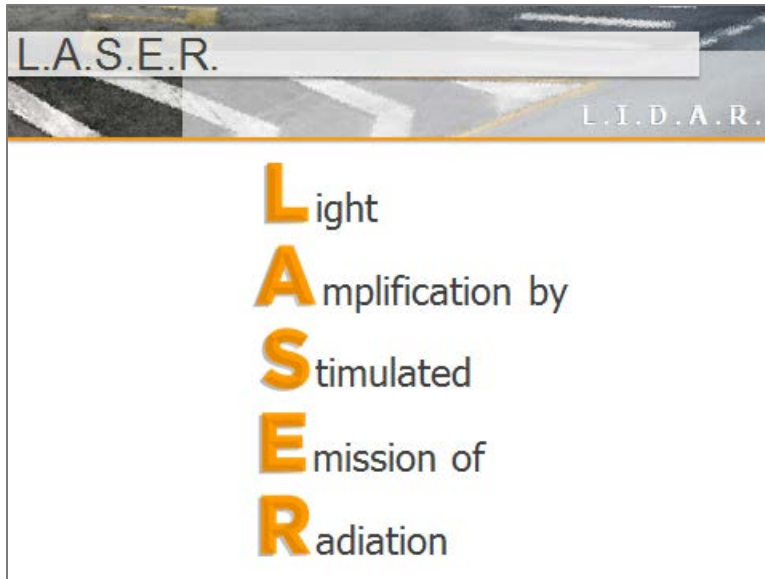 L.A.S.E.R.
L.I.D.A.R.
Light
Amplification by
Stimulated
Emission of
Radiation